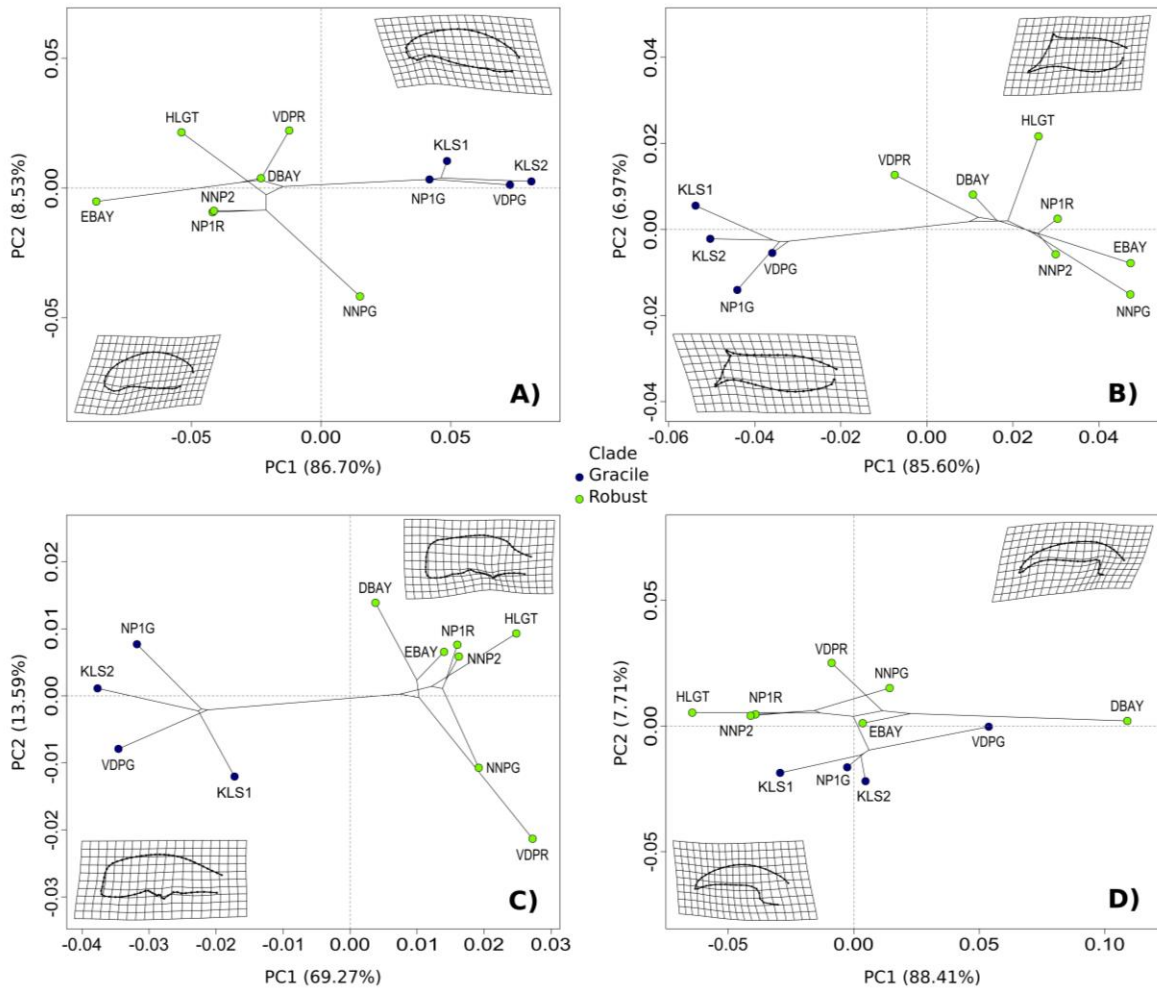 0.05
0.00
-0.05
PC2 (8.53%)
HLGT
VDPR
DBAY
KLS1
KLS2
NP1G
VDPG
EBAY
NNP2
NP1R
NNPG
A)
-0.05
0.00
0.05
PC1 (86.70%)
0.04
0.02
0.00
-0.02
-0.04
PC2 (6.97%)
HLGT
VDPR
DBAY
KLS1
NP1R
KLS2
VDPG
EBAY
NNP2
NP1G
NNPG
B)
-0.06
-0.04
-0.02
0.00
0.02
0.04
PC1 (85.60%)
Clade
Gracile
Robust
0.02
0.01
0.00
-0.01
-0.02
-0.03
PC2 (13.59%)
DBAY
HLGT
NP1G
NP1R
EBAY
NNP2
KLS2
VDPG
NNPG
KLS1
VDPR
C)
-0.04
-0.03
-0.02
-0.01
0.00
0.01
0.02
0.03
PC1 (69.27%)
0.05
0.00
-0.05
PC2 (7.71%)
VDPR
NNPG
HLGT
NP1R
DBAY
NNP2
EBAY
VDPG
KLS1
NP1G
KLS2
D)
-0.05
0.00
0.05
0.10
PC1 (88.41%)